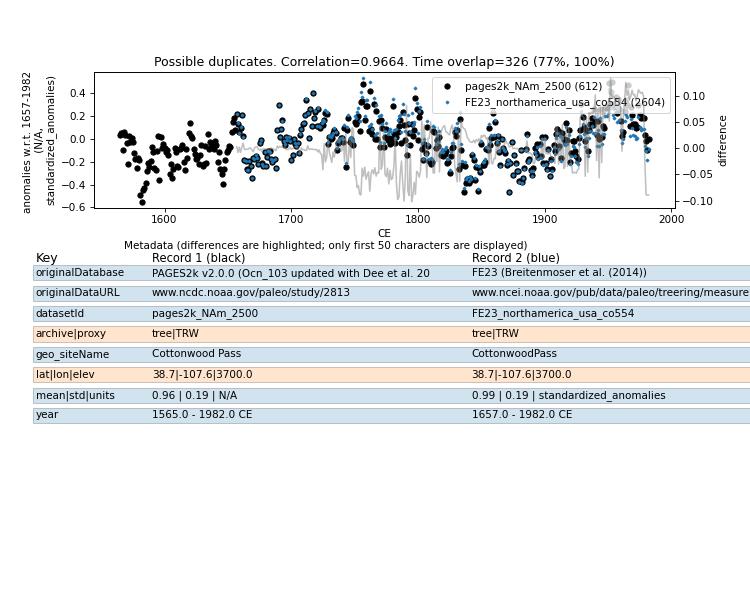 Possible duplicates. Correlation=0.9664. Time overlap=326 (77%, 100%)
anomalies w.r.t. 1657-1982
(N/A,
standardized_anomalies)
0.4
0.2
0.0
−0.2
−0.4
−0.6
pages2k_NAm_2500 (612)
FE23_northamerica_usa_co554 (2604)
0.10
0.05
0.00
−0.05
−0.10
difference
1600 1700 1800 1900 2000
CE
Metadata (differences are highlighted; only first 50 characters are displayed)
Key Record 1 (black) Record 2 (blue)
originalDatabase PAGES2k v2.0.0 (Ocn_103 updated with Dee et al. 20 FE23 (Breitenmoser et al. (2014))
originalDataURL www.ncdc.noaa.gov/paleo/study/2813 www.ncei.noaa.gov/pub/data/paleo/treering/measure
datasetId pages2k_NAm_2500 FE23_northamerica_usa_co554
archive|proxy tree|TRW tree|TRW
geo_siteName Cottonwood Pass CottonwoodPass
lat|lon|elev 38.7|-107.6|3700.0 38.7|-107.6|3700.0
mean|std|units 0.96 | 0.19 | N/A 0.99 | 0.19 | standardized_anomalies
year 1565.0 - 1982.0 CE 1657.0 - 1982.0 CE